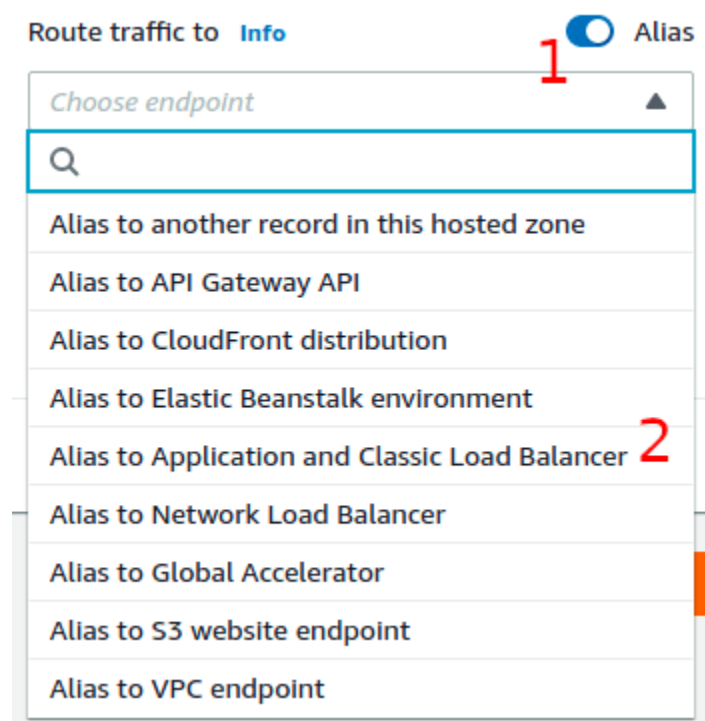 Route traffic to Info Alias
1
Choose endpoint
Alias to another record in this hosted zone
Alias to API Gateway API
Alias to CloudFront distribution
Alias to Elastic Beanstalk environment
Alias to Application and Classic Load Balancer 2
Alias to Network Load Balancer
Alias to Global Accelerator
Alias to S3 website endpoint
Alias to VPC endpoint